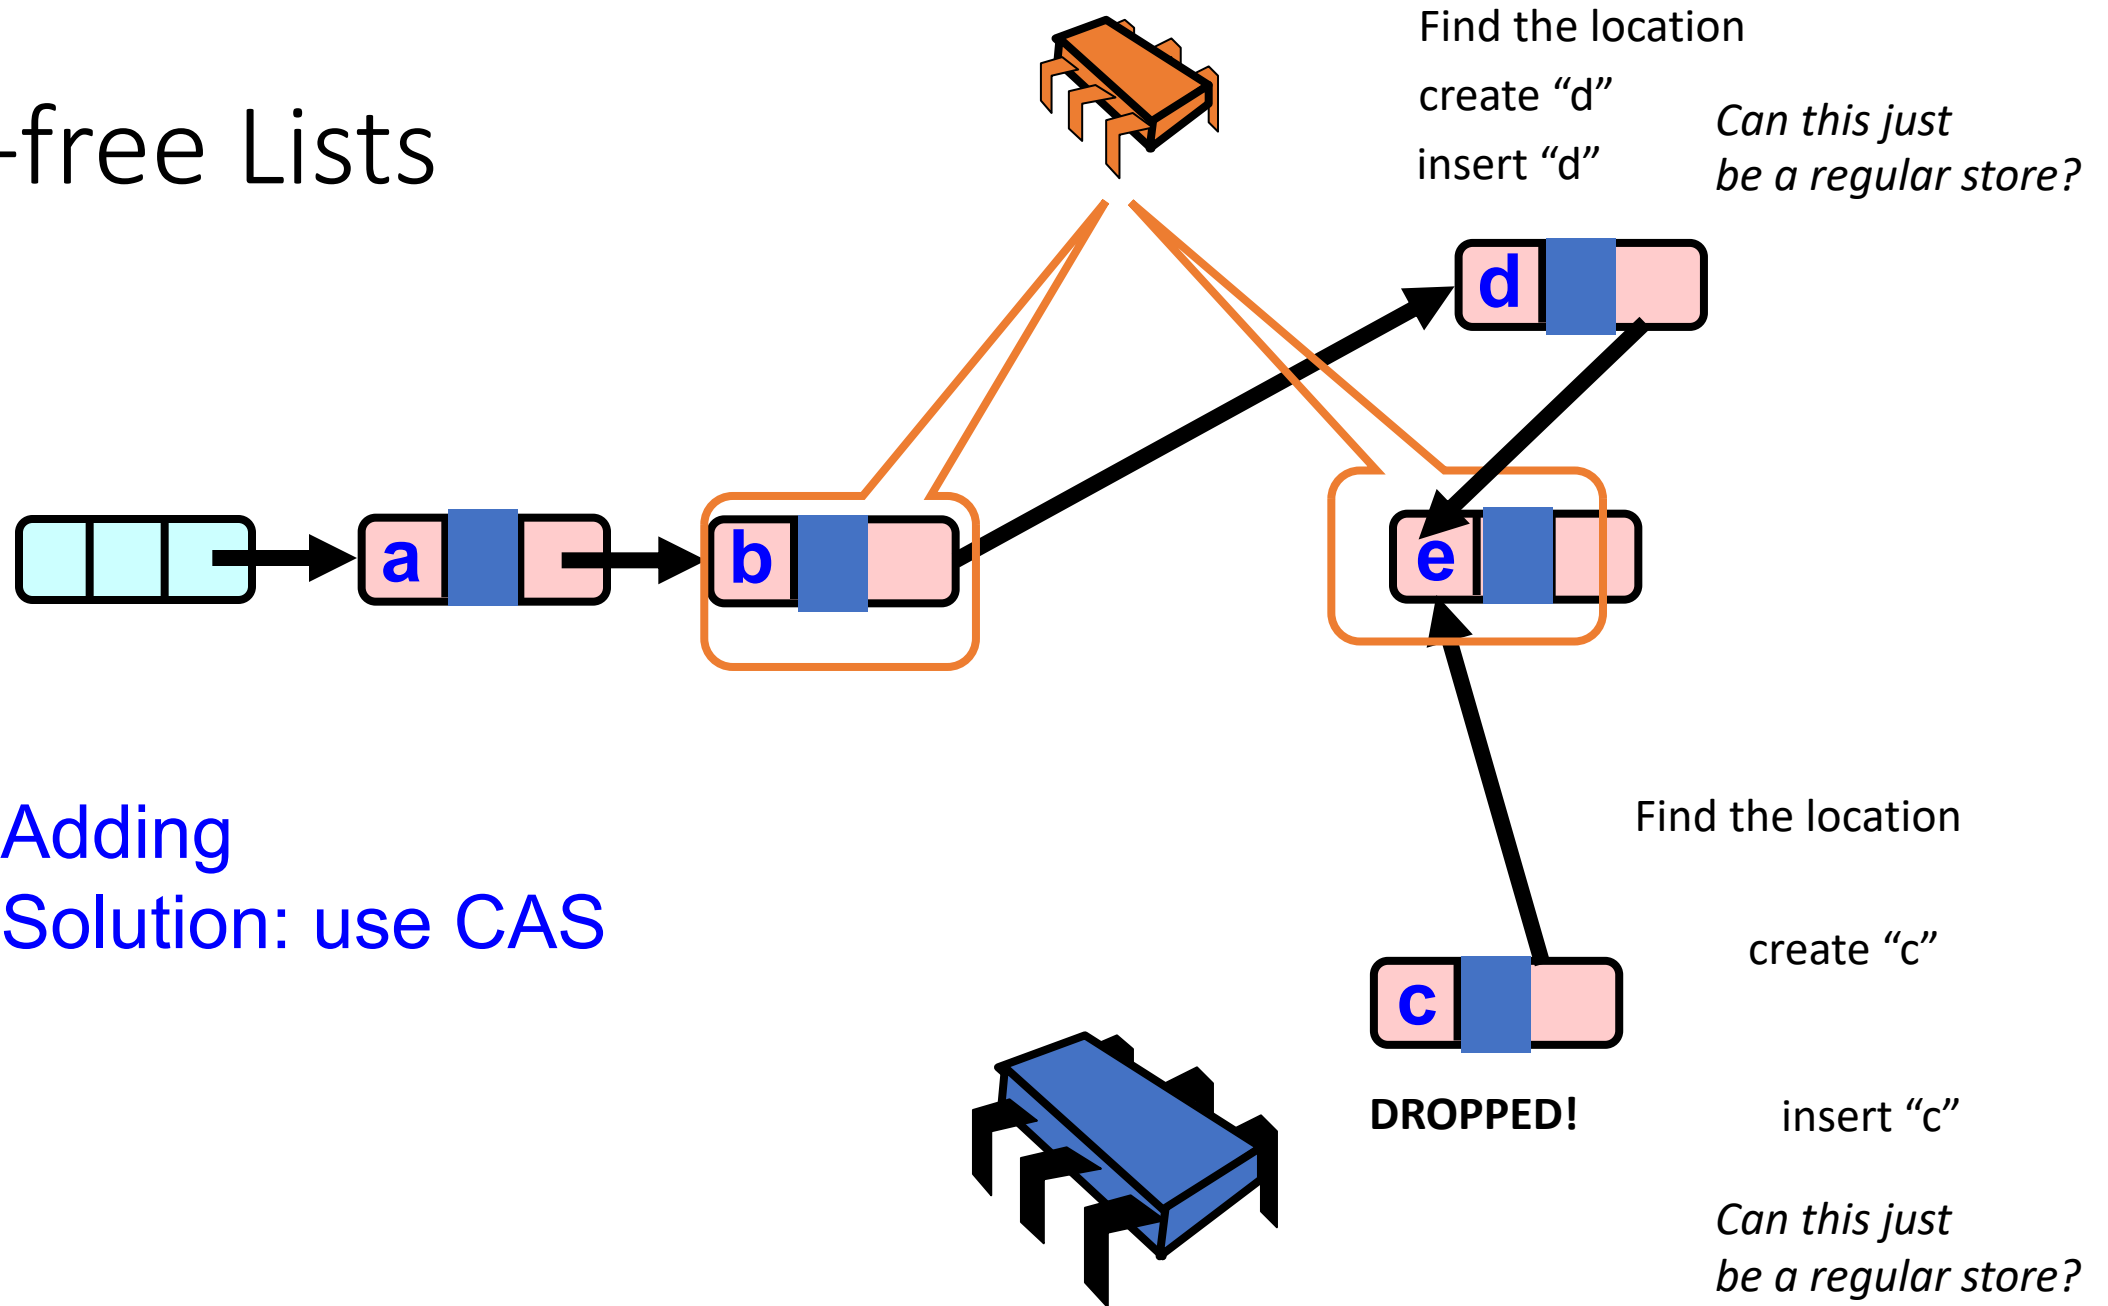 -free Lists
Find the location
create “d”
insert “d”
Can this just
be a regular store?
d
a
b
e
Adding
Solution: use CAS
Find the location
create “c”
c
DROPPED!
insert “c”
Can this just
be a regular store?